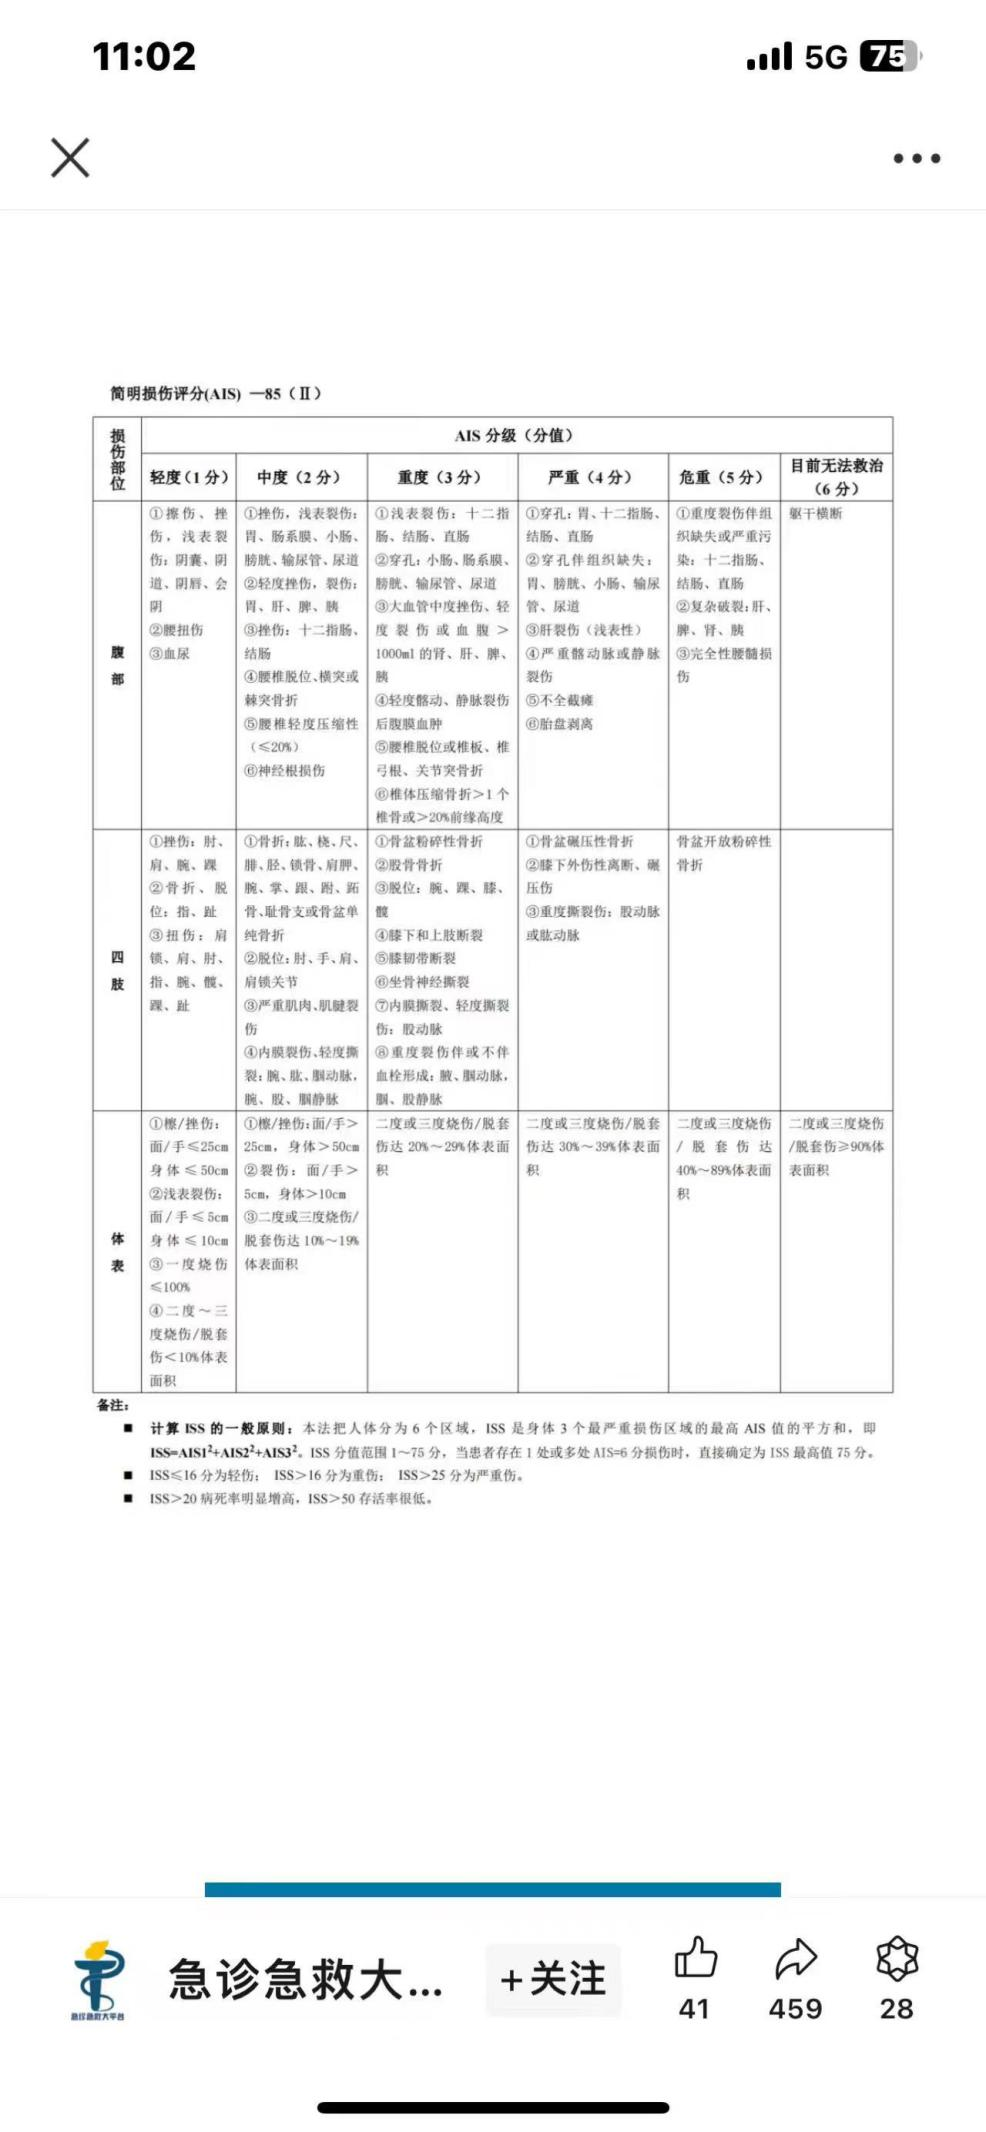 11:02
5G 75
简明损伤评分(AIS) —85（Ⅱ）
损伤部位
AIS 分级（分值）
轻度（1 分）
中度（2 分）
重度（3 分）
严重（4 分）
危重（5 分）
目前无法救治
（6 分）
腹部
①擦伤、挫
伤，浅表裂
伤：阴囊、阴
道、阴唇、会
阴
②腰扭伤
③血尿
①挫伤，浅表裂伤：
胃、肠系膜、小肠、
膀胱、输尿管、尿道
②轻度挫伤，裂伤：
胃、肝、脾、胰
③挫伤：十二指肠、
结肠
④腰椎脱位、横突或
棘突骨折
⑤腰椎轻度压缩性
（≤20%）
⑥神经根损伤
①浅表裂伤：十二指
肠、结肠、直肠
②穿孔：小肠、肠系膜、
膀胱、输尿管、尿道
③大血管中度挫伤、轻
度裂伤或血腹＞
1000ml 的肾、肝、脾、
胰
④轻度髂动、静脉裂伤
后腹膜血肿
⑤腰椎脱位或椎板、椎
弓根、关节突骨折
⑥椎体压缩骨折＞1 个
椎骨或＞20%前缘高度
①穿孔：胃、十二指肠、
结肠、直肠
②穿孔伴组织缺失：
胃、膀胱、小肠、输尿
管、尿道
③肝裂伤（浅表性）
④严重髂动脉或静脉
裂伤
⑤不全截瘫
⑥胎盘剥离
①重度裂伤伴组
织缺失或严重污
染：十二指肠、
结肠、直肠
②复杂破裂：肝、
脾、肾、胰
③完全性腰髓损
伤
躯干横断
四肢
①挫伤：肘、
肩、腕、踝
②骨折、脱
位：指、趾
③扭伤：肩
锁、肩、肘、
指、腕、髋、
踝、趾
①骨折：肱、桡、尺、
腓、胫、锁骨、肩胛、
腕、掌、跟、跗、跖
骨、耻骨支或骨盆单
纯骨折
②脱位：肘、手、肩、
肩锁关节
③严重肌肉、肌腱裂
伤
④内膜裂伤、轻度撕
裂：腕、肱、腘动脉，
腕、股、腘静脉
①骨盆粉碎性骨折
②股骨骨折
③脱位：腕、踝、膝、
髋
④膝下和上肢断裂
⑤膝韧带断裂
⑥坐骨神经撕裂
⑦内膜撕裂、轻度撕裂
伤：股动脉
⑧重度裂伤伴或不伴
血栓形成：腋、腘动脉，
腘、股静脉
①骨盆碾压性骨折
②膝下外伤性离断、碾
压伤
③重度撕裂伤：股动脉
或肱动脉
骨盆开放粉碎性
骨折
体表
①檫/挫伤：
面/手≤25cm
身体≤50cm
②浅表裂伤：
面/手≤5cm
身体≤10cm
③一度烧伤
≤100%
④二度～三
度烧伤/脱套
伤＜10%体表
面积
①檫/挫伤：面/手＞
25cm，身体＞50cm
②裂伤：面/手＞
5cm，身体＞10cm
③二度或三度烧伤/
脱套伤达 10%～19%
体表面积
二度或三度烧伤/脱套
伤达 20%～29%体表面
积
二度或三度烧伤/脱套
伤达 30%～39%体表面
积
二度或三度烧伤
/脱套伤达
40%～89%体表面
积
二度或三度烧伤
/脱套伤≥90%体
表面积
备注：
■ 计算 ISS 的一般原则：本法把人体分为 6 个区域，ISS 是身体 3 个最严重损伤区域的最高 AIS 值的平方和，即
ISS=AIS1²+AIS2²+AIS3²。ISS 分值范围 1～75 分，当患者存在 1 处或多处 AIS=6 分损伤时，直接确定为 ISS 最高值 75 分。
■ ISS≤16 分为轻伤； ISS＞16 分为重伤； ISS＞25 分为严重伤。
■ ISS＞20 病死率明显增高，ISS＞50 存活率很低。
急诊急救大平台
急诊急救大...
+关注
41
459
28